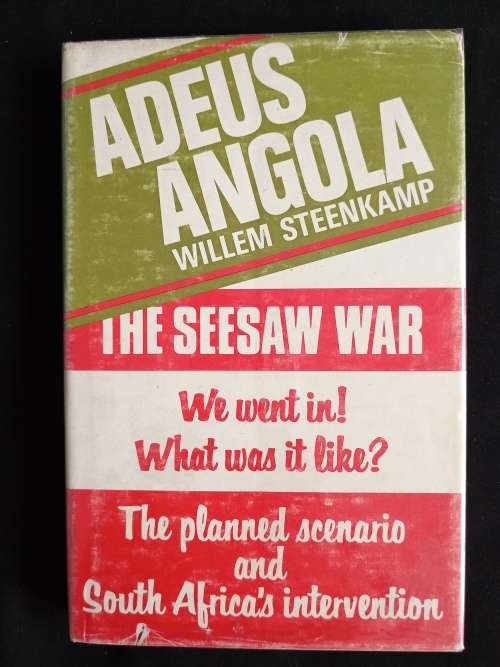 ADEUS
ANGOLA
WILLEM STEENKAMP
THE SEESAW WAR
We went in!
What was it like?
The planned scenario
and
South Africa's intervention